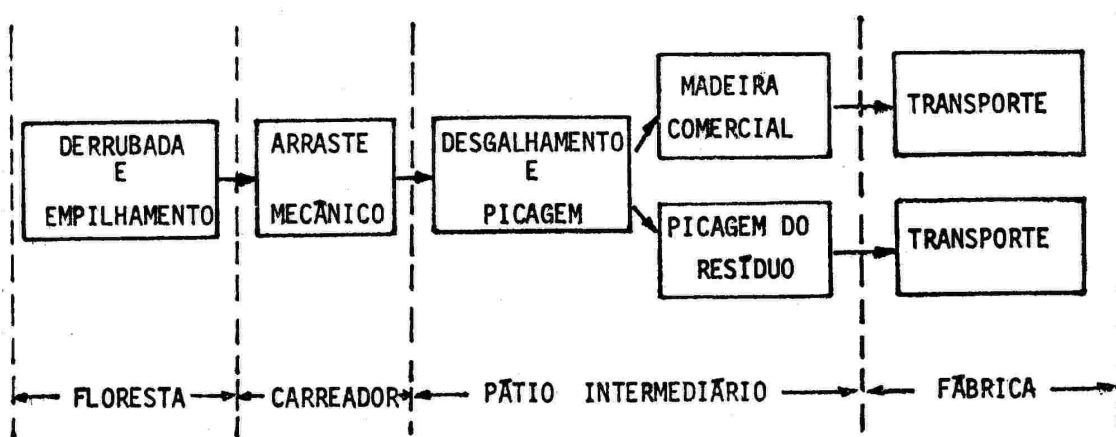 DERRUBADA
E
EMPILHAMENTO
ARRASTE
MECÂNICO
DESGALHAMENTO
E
PICAGEM
MADEIRA
COMERCIAL
TRANSPORTE
PICAGEM DO
RESÍDUO
TRANSPORTE
FLORESTA
CARREADOR
PÁTIO INTERMEDIÁRIO
FÁBRICA